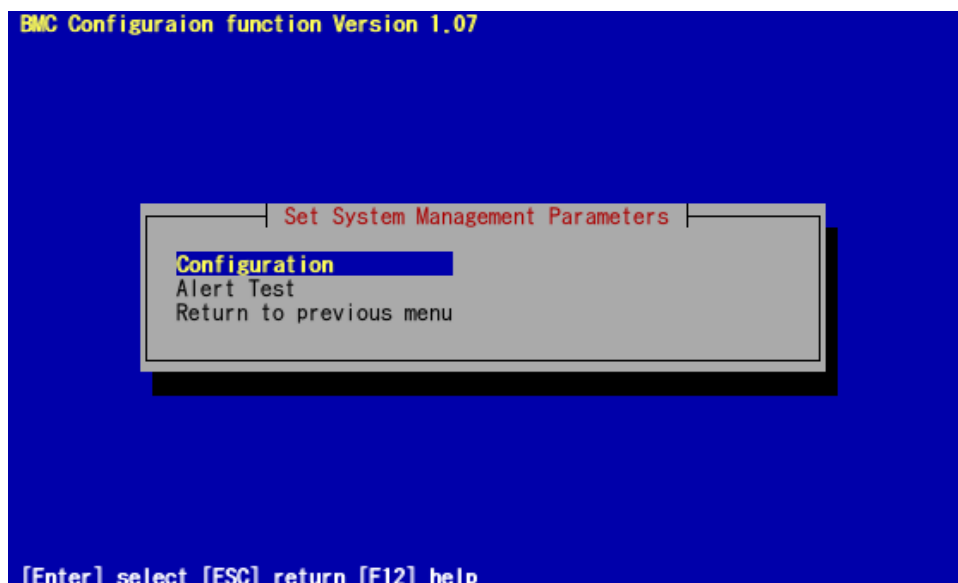 BMC Configuraion function Version 1.07
Set System Management Parameters
Configuration
Alert Test
Return to previous menu
[Enter] select [ESC] return [F12] help